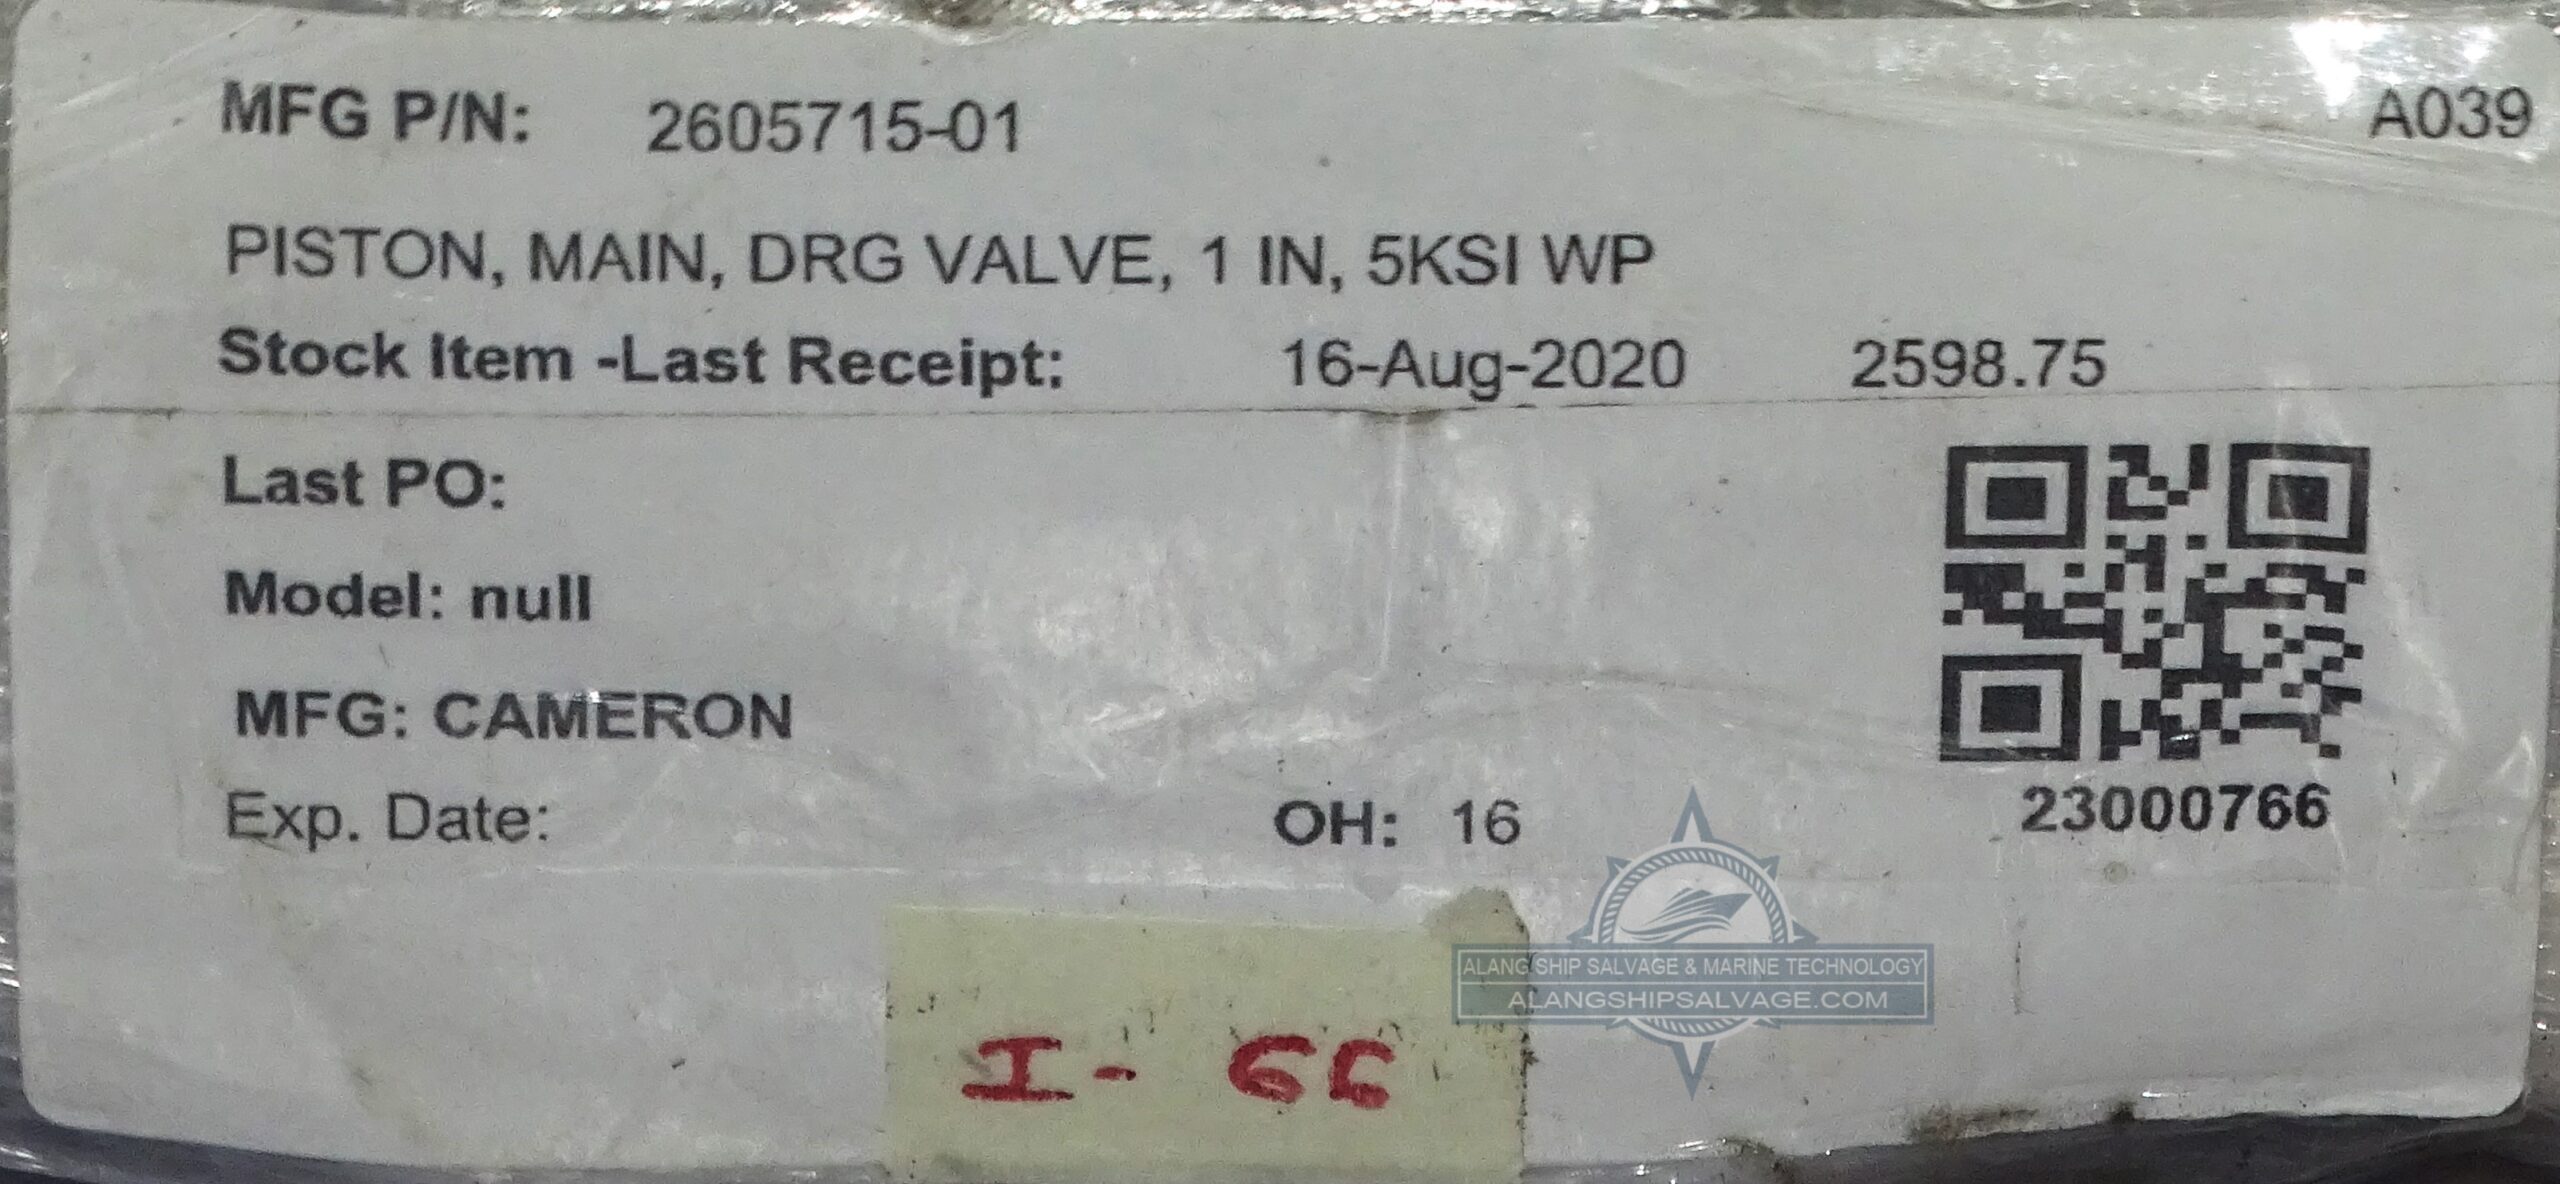 MFG P/N: 2605715-01 A039
PISTON, MAIN, DRG VALVE, 1 IN, 5KSI WP
Stock Item -Last Receipt: 16-Aug-2020 2598.75
Last PO:
Model: null
MFG: CAMERON
Exp. Date: OH: 16
23000766
ALANG SHIP SALVAGE & MARINE TECHNOLOGY
ALANGSHIPSALVAGE.COM
I-